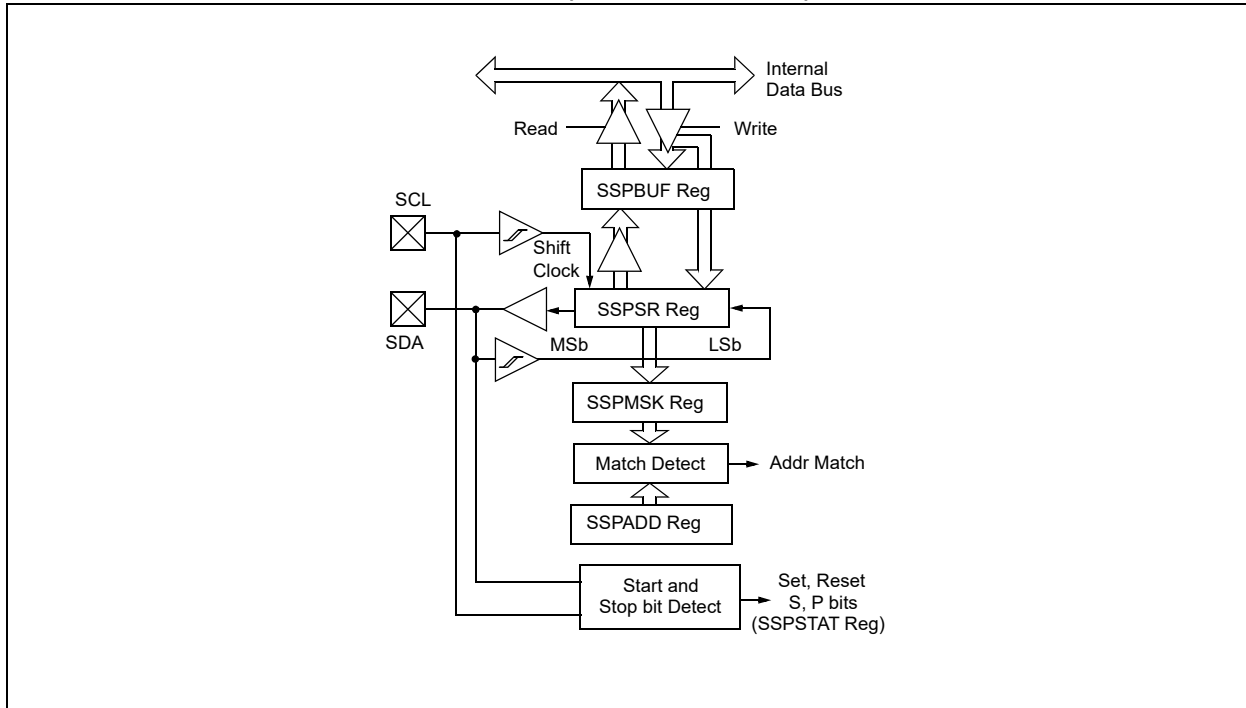 Internal
Data Bus
Read
Write
SSPBUF Reg
SCL
Shift
Clock
SSPSR Reg
SDA
MSb
LSb
SSPMSK Reg
Match Detect
Addr Match
SSPADD Reg
Start and
Stop bit Detect
Set, Reset
S, P bits
(SSPSTAT Reg)